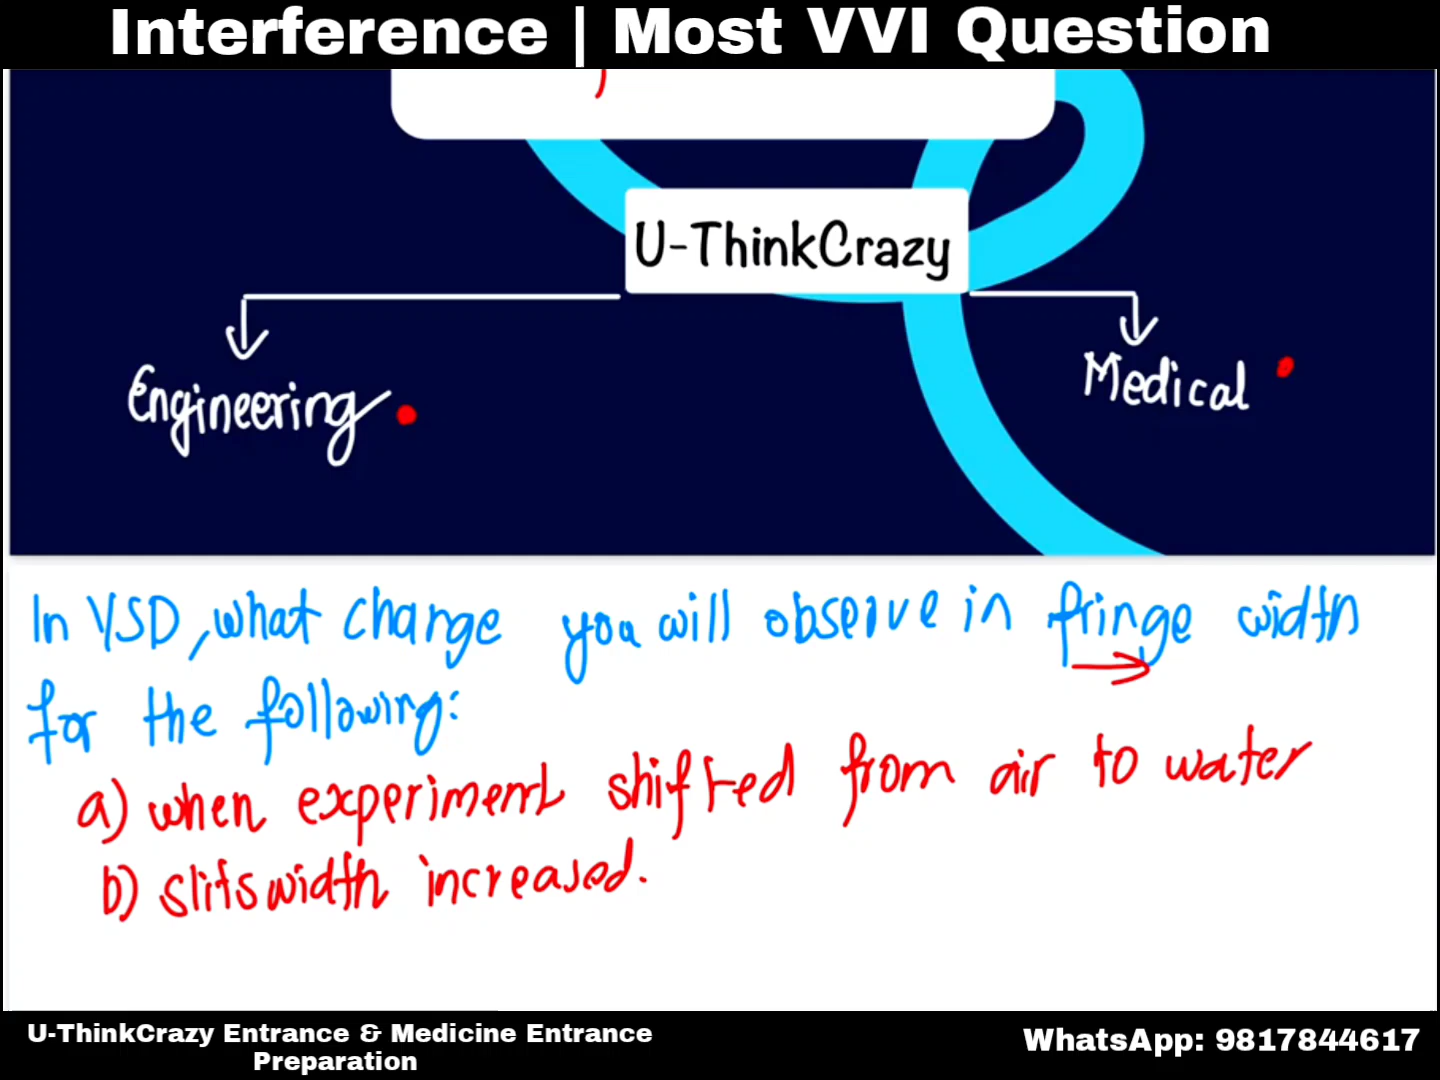 Interference | Most VVI Question
U-ThinkCrazy
Engineering
Medical
In YSD, what change you will observe in fringe width
for the following:
a) when experiment shifted from air to water
b) slits width increased.
U-ThinkCrazy Entrance & Medicine Entrance
Preparation
WhatsApp: 9817844617